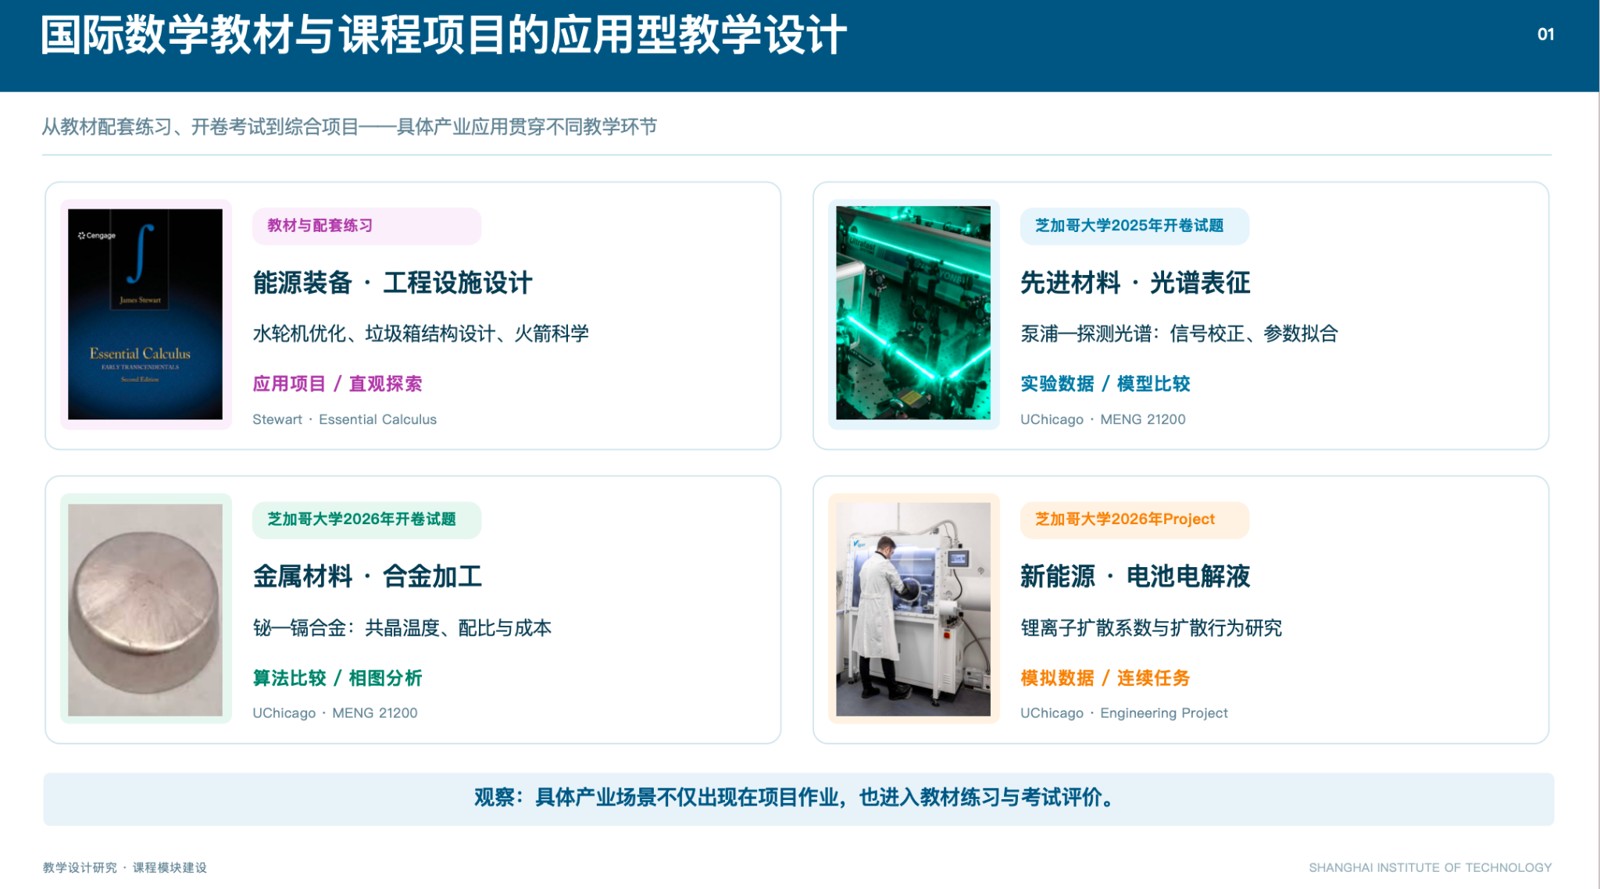 国际数学教材与课程项目的应用型教学设计
01
从教材配套练习、开卷考试到综合项目——具体产业应用贯穿不同教学环节
Cengage
∫
James Stewart
Essential Calculus
EARLY TRANSCENDENTALS
Second Edition
教材与配套练习
能源装备 · 工程设施设计
水轮机优化、垃圾箱结构设计、火箭科学
应用项目 / 直观探索
Stewart · Essential Calculus
芝加哥大学2025年开卷试题
先进材料 · 光谱表征
泵浦—探测光谱：信号校正、参数拟合
实验数据 / 模型比较
UChicago · MENG 21200
芝加哥大学2026年开卷试题
金属材料 · 合金加工
铋—镉合金：共晶温度、配比与成本
算法比较 / 相图分析
UChicago · MENG 21200
芝加哥大学2026年Project
新能源 · 电池电解液
锂离子扩散系数与扩散行为研究
模拟数据 / 连续任务
UChicago · Engineering Project
观察：具体产业场景不仅出现在项目作业，也进入教材练习与考试评价。
教学设计研究 · 课程模块建设
SHANGHAI INSTITUTE OF TECHNOLOGY